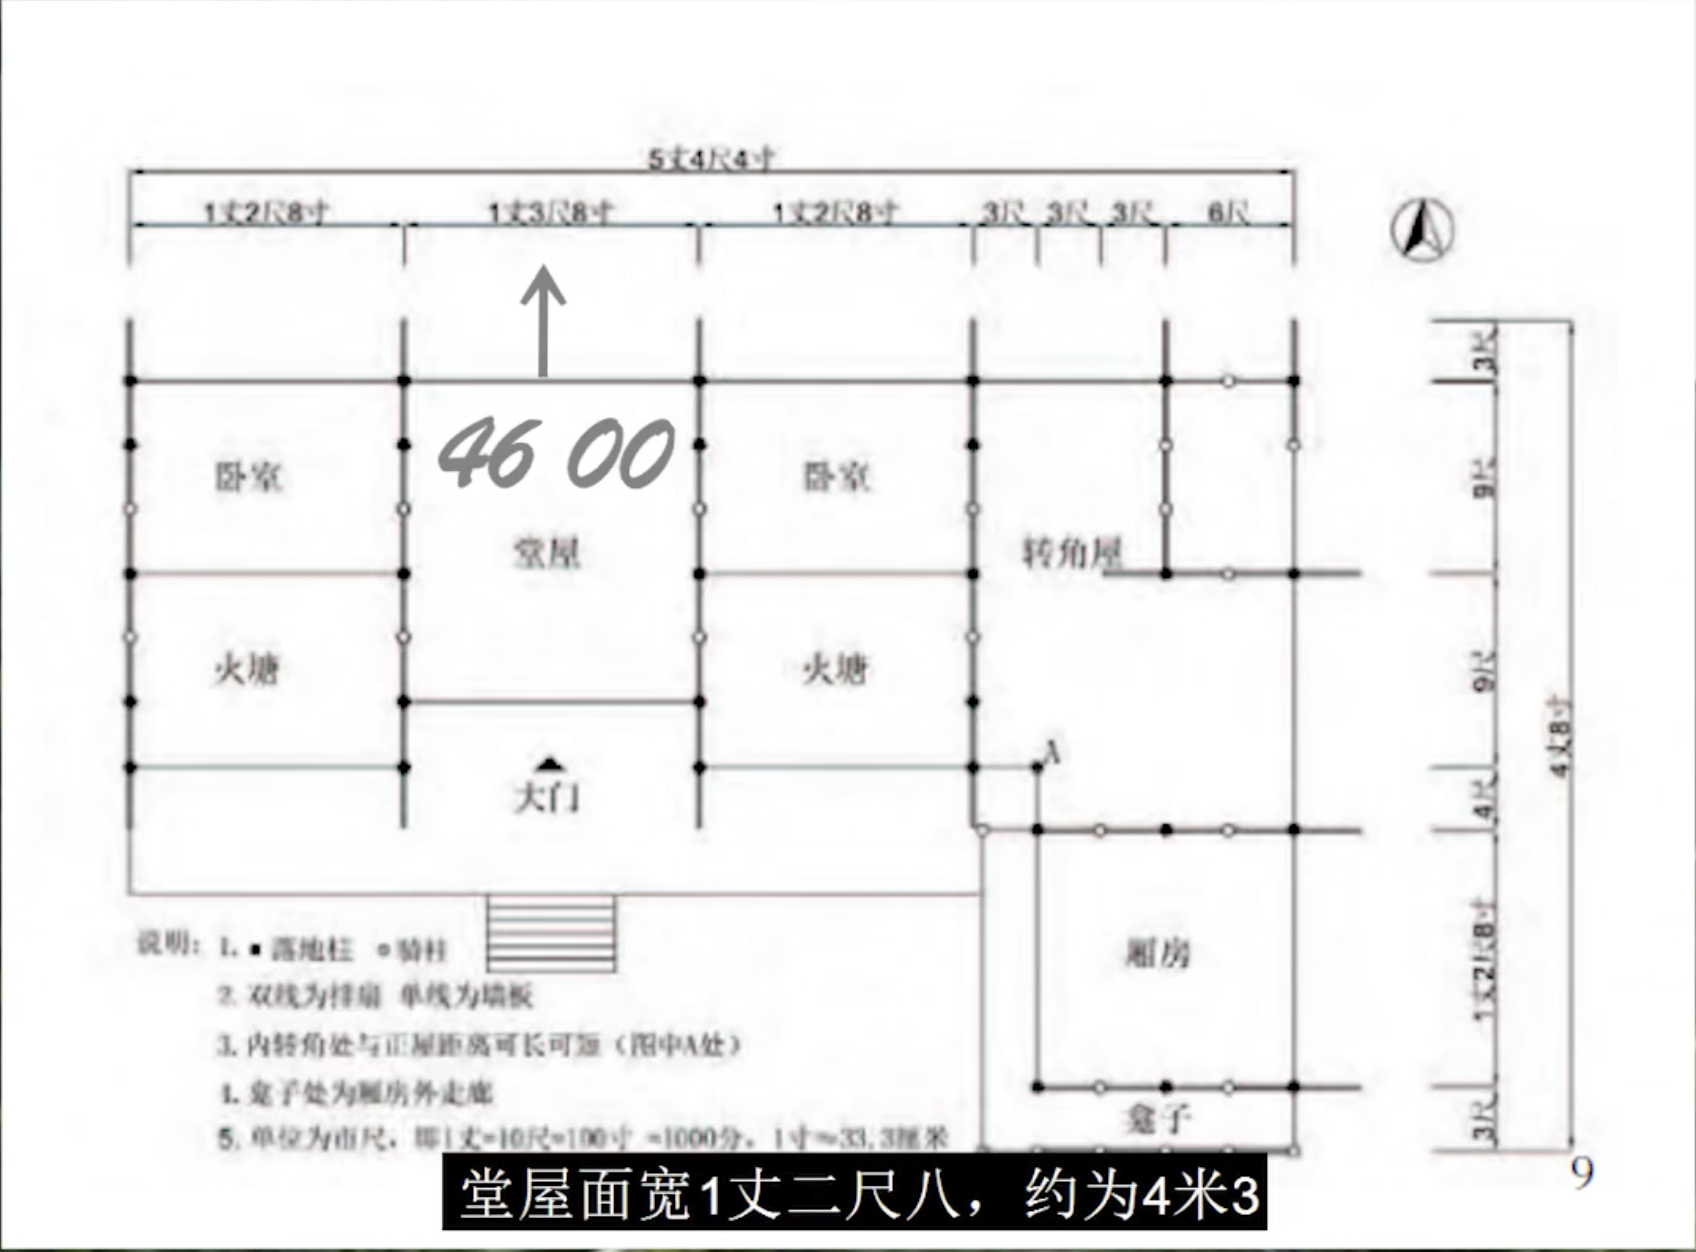 5丈4尺4寸
1丈2尺8寸 1丈3尺8寸 1丈2尺8寸 3尺 3尺 3尺 6尺
3尺
46 00
卧室 卧室 9尺
堂屋 转角屋
火塘 火塘 9尺
4丈8寸
A
大门 4尺
厢房 1丈2尺8寸
说明: 1. 落地柱 骑柱
2. 双线为排扇 单线为墙板
3. 内转角处与正屋距离可长可短（图中A处）
4. 龛子处为厢房外走廊
龛子 3尺
5. 单位为市尺，即1丈=10尺=100寸 =1000分，1寸≈33.3厘米
9
堂屋面宽1丈二尺八，约为4米3